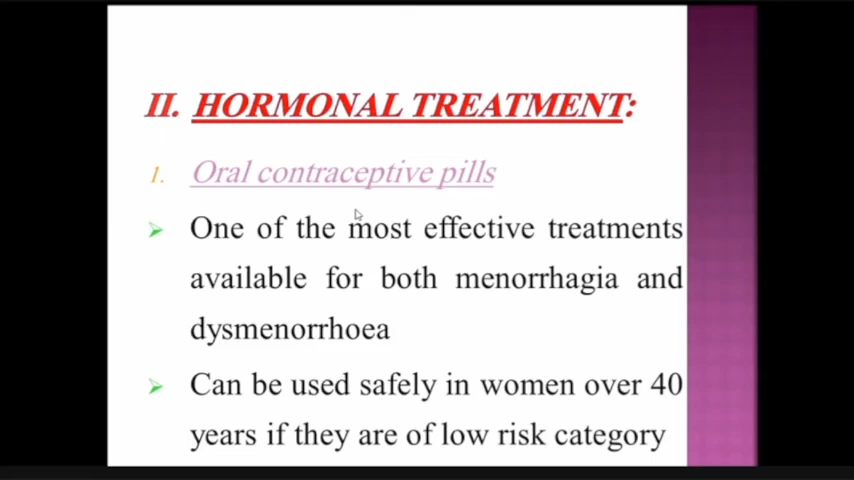 II. HORMONAL TREATMENT:
1. Oral contraceptive pills
➢ One of the most effective treatments
available for both menorrhagia and
dysmenorrhoea
➢ Can be used safely in women over 40
years if they are of low risk category